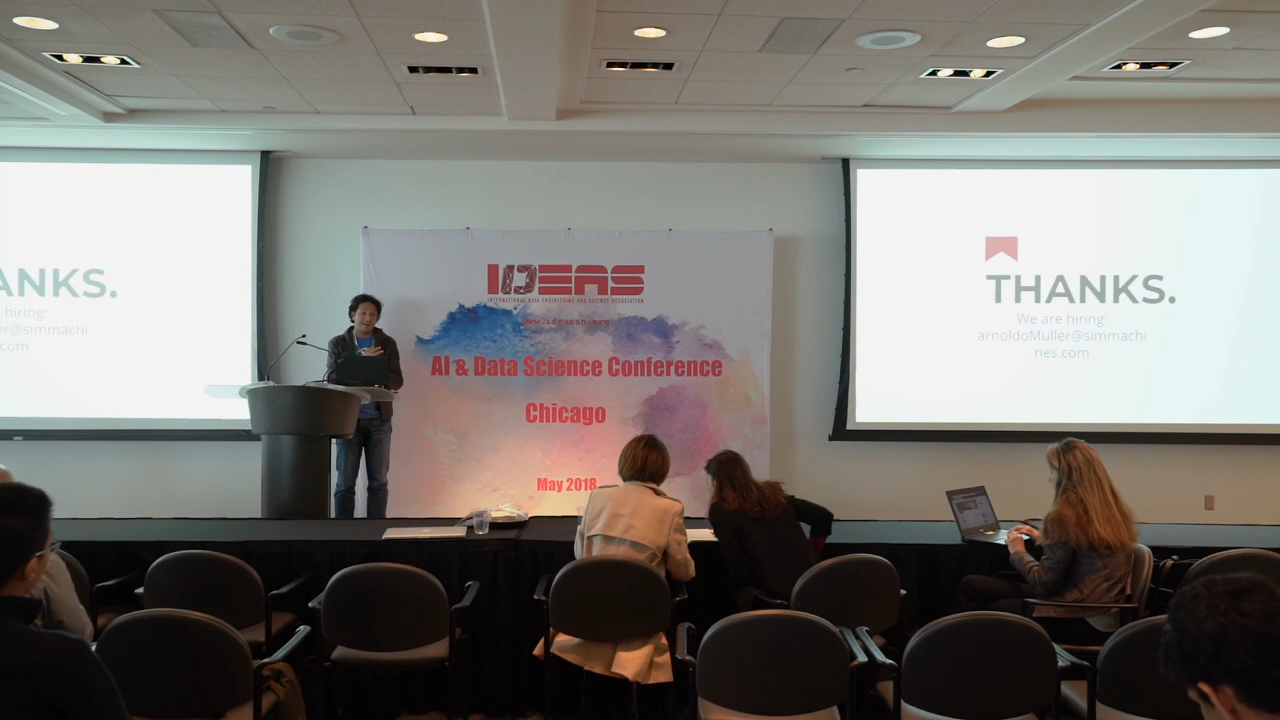 ANKS.
hiring:
er@simmachi
.com
IDEAS
INTERNATIONAL DATA ENGINEERING AND SCIENCE ASSOCIATION
www.ideassn.org
AI & Data Science Conference
Chicago
May 2018
THANKS.
We are hiring:
arnoldoMuller@simmachi
nes.com